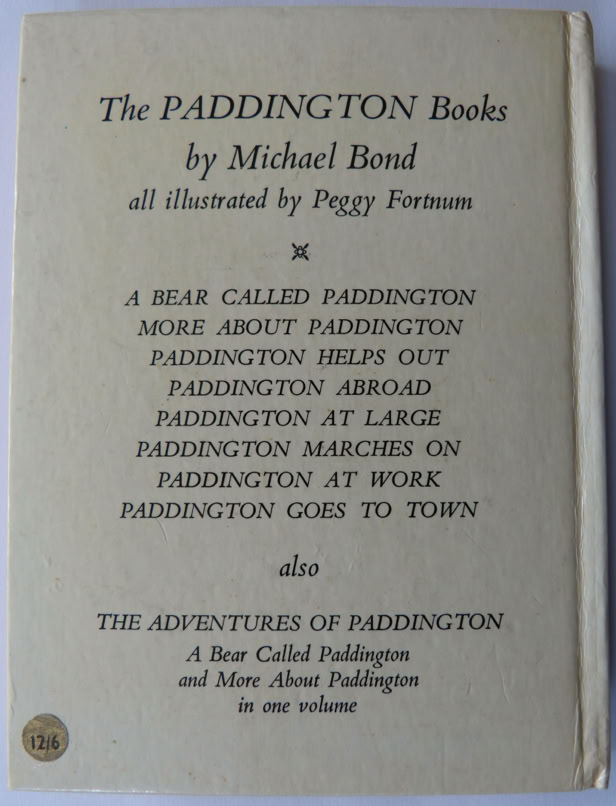 The PADDINGTON Books
by Michael Bond
all illustrated by Peggy Fortnum
A BEAR CALLED PADDINGTON
MORE ABOUT PADDINGTON
PADDINGTON HELPS OUT
PADDINGTON ABROAD
PADDINGTON AT LARGE
PADDINGTON MARCHES ON
PADDINGTON AT WORK
PADDINGTON GOES TO TOWN
also
THE ADVENTURES OF PADDINGTON
A Bear Called Paddington
and More About Paddington
in one volume
12/6